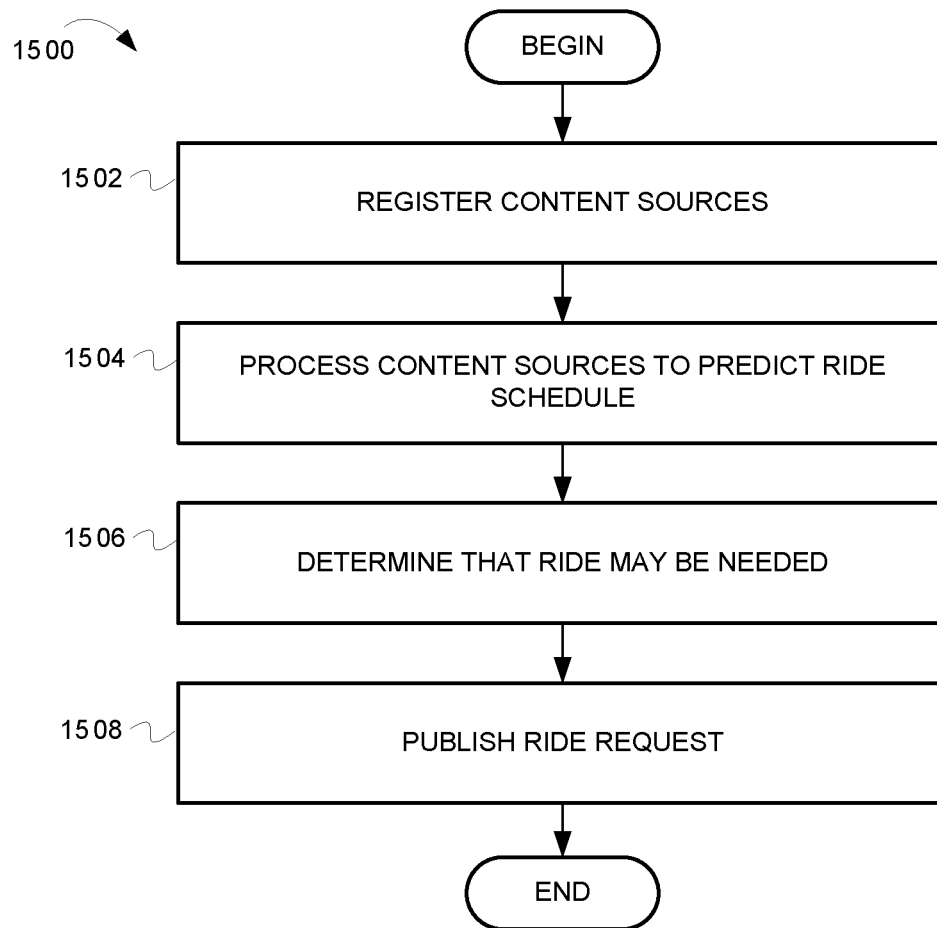 1500
BEGIN
1502
REGISTER CONTENT SOURCES
1504
PROCESS CONTENT SOURCES TO PREDICT RIDE
SCHEDULE
1506
DETERMINE THAT RIDE MAY BE NEEDED
1508
PUBLISH RIDE REQUEST
END